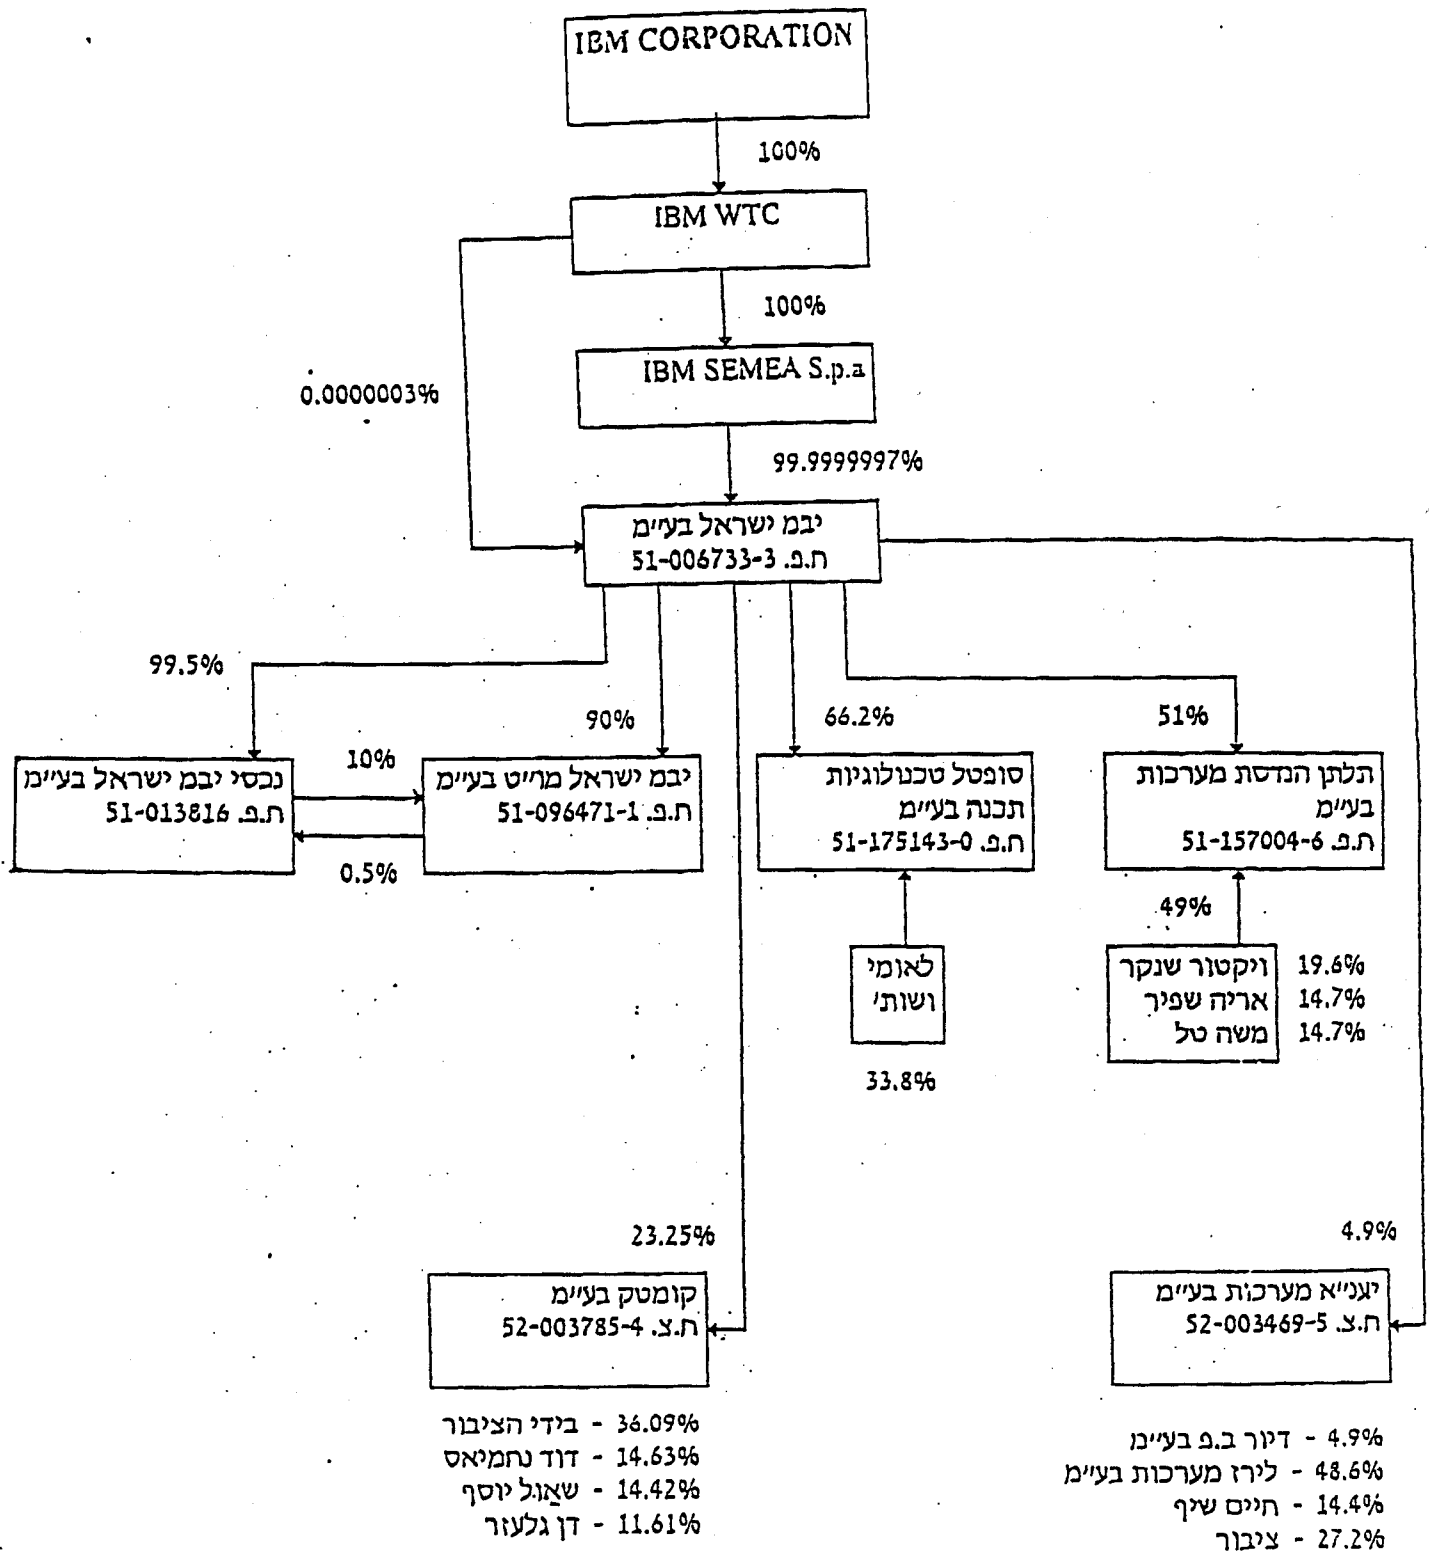 IBM CORPORATION
100%
IBM WTC
100%
IBM SEMEA S.p.a
0.0000003%
99.9999997%
יבמ ישראל בע״מ
ח.פ. 51-006733-3
99.5%
90%
66.2%
51%
נכסי יבמ ישראל בע״מ
ח.פ. 51-013816
10%
0.5%
יבמ ישראל מו״ט בע״מ
ח.פ. 51-096471-1
סופטל טכנולוגיות
תכנה בע״מ
ח.פ. 51-175143-0
תלתן הנדסת מערכות
בע״מ
ח.פ. 51-157004-6
49%
לאומי
ושות׳
33.8%
ויקטור שנקר 19.6%
אריה שפיר 14.7%
משה טל 14.7%
23.25%
קומטק בע״מ
ח.צ. 52-003785-4
36.09% - בידי הציבור
14.63% - דוד נחמיאס
14.42% - שאול יוסף
11.61% - דן גלעזר
4.9%
יענ״א מערכות בע״מ
ח.צ. 52-003469-5
4.9% - דיור ב.פ בע״מ
48.6% - לירז מערכות בע״מ
14.4% - חיים שיף
27.2% - ציבור